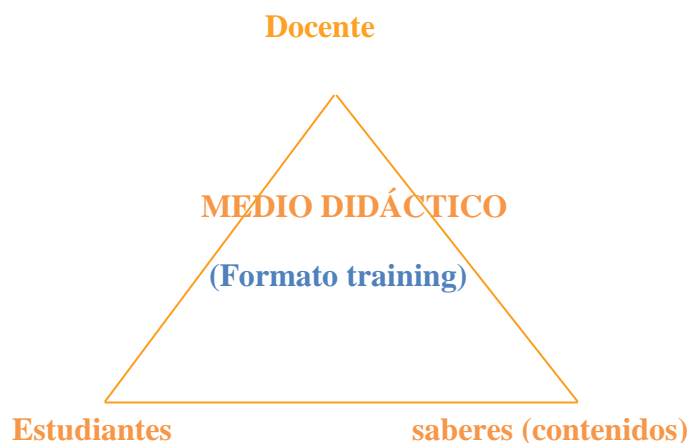 Docente
MEDIO DIDÁCTICO
(Formato training)
Estudiantes saberes (contenidos)